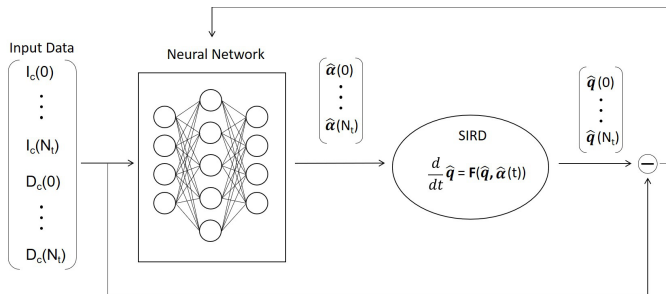 Input Data
I_c(0)
I_c(N_t)
D_c(0)
D_c(N_t)
Neural Network
α̂(0)
α̂(N_t)
SIRD
d/dt q̂ = F(q̂, α̂(t))
q̂(0)
q̂(N_t)
−